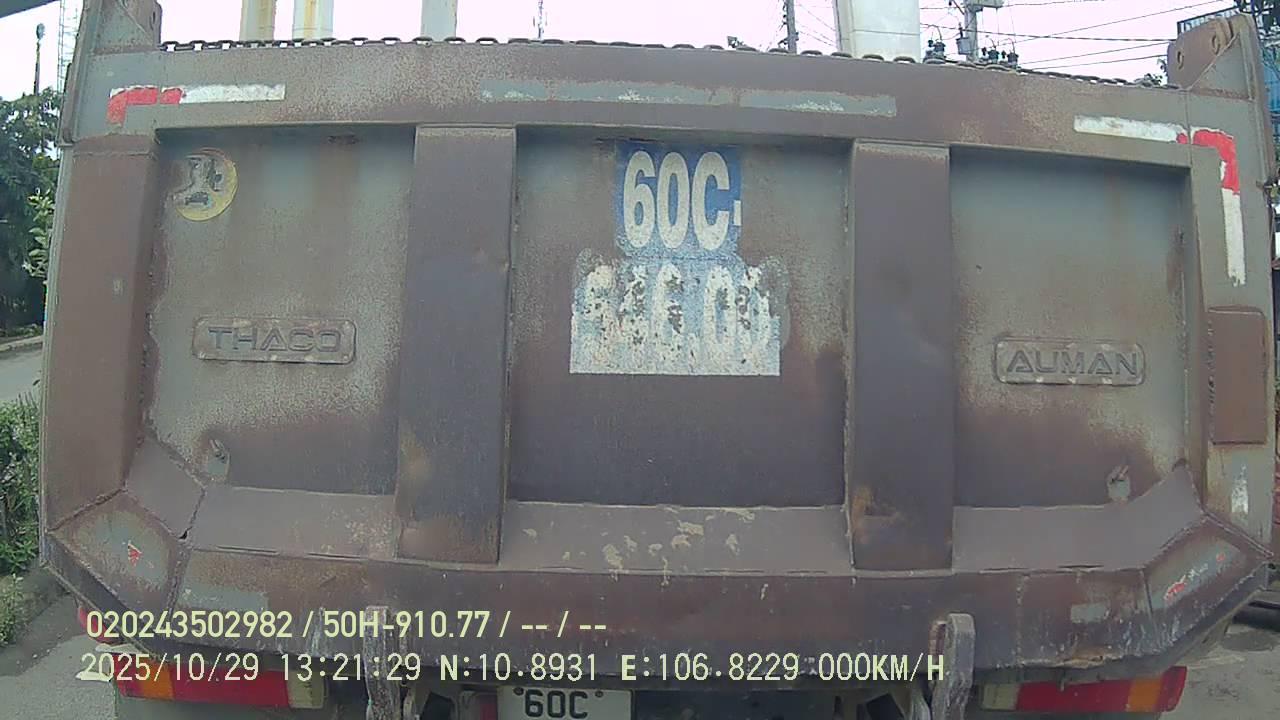 60C
THACO
AUMAN
020243502982 / 50H-910.77 / -- / --
2025/10/29 13:21:29 N:10.8931 E:106.8229 000KM/H
60C